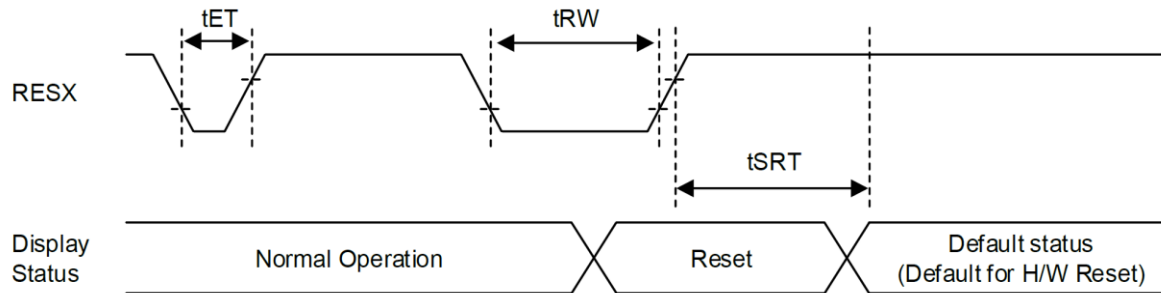 tET
tRW
RESX
tSRT
Display
Status
Normal Operation
Reset
Default status
(Default for H/W Reset)